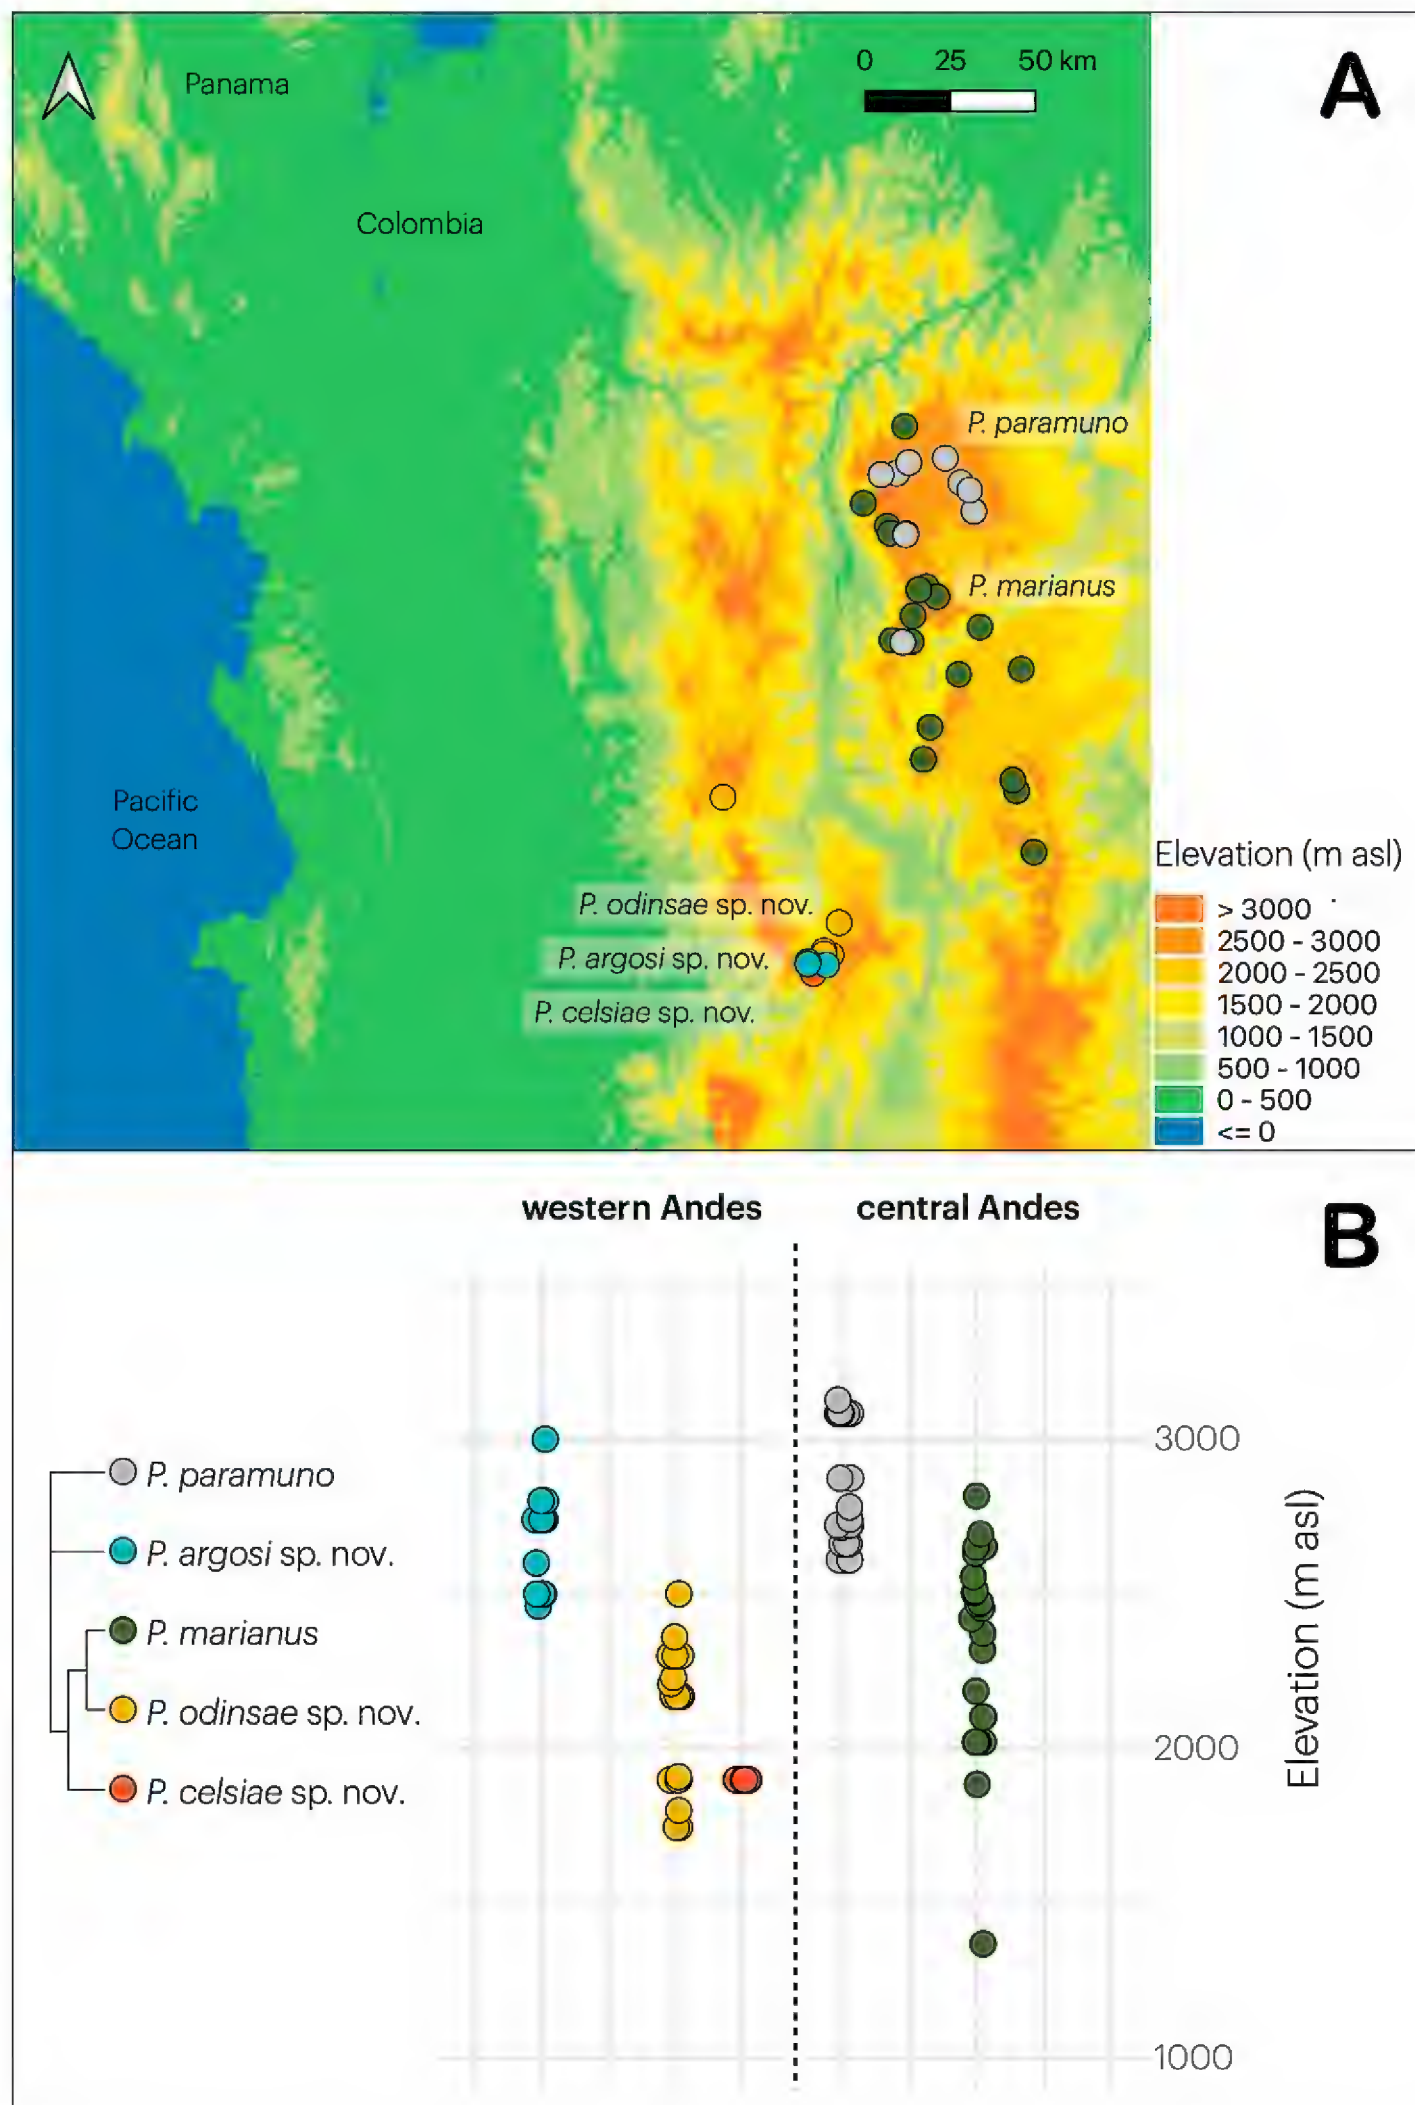 Panama
0 25 50 km
A
Colombia
P. paramuno
P. marianus
Pacific
Ocean
P. odinsae sp. nov.
P. argosi sp. nov.
P. celsiae sp. nov.
Elevation (m asl)
> 3000
2500 - 3000
2000 - 2500
1500 - 2000
1000 - 1500
500 - 1000
0 - 500
<= 0
western Andes
central Andes
B
P. paramuno
P. argosi sp. nov.
P. marianus
P. odinsae sp. nov.
P. celsiae sp. nov.
3000
2000
1000
Elevation (m asl)